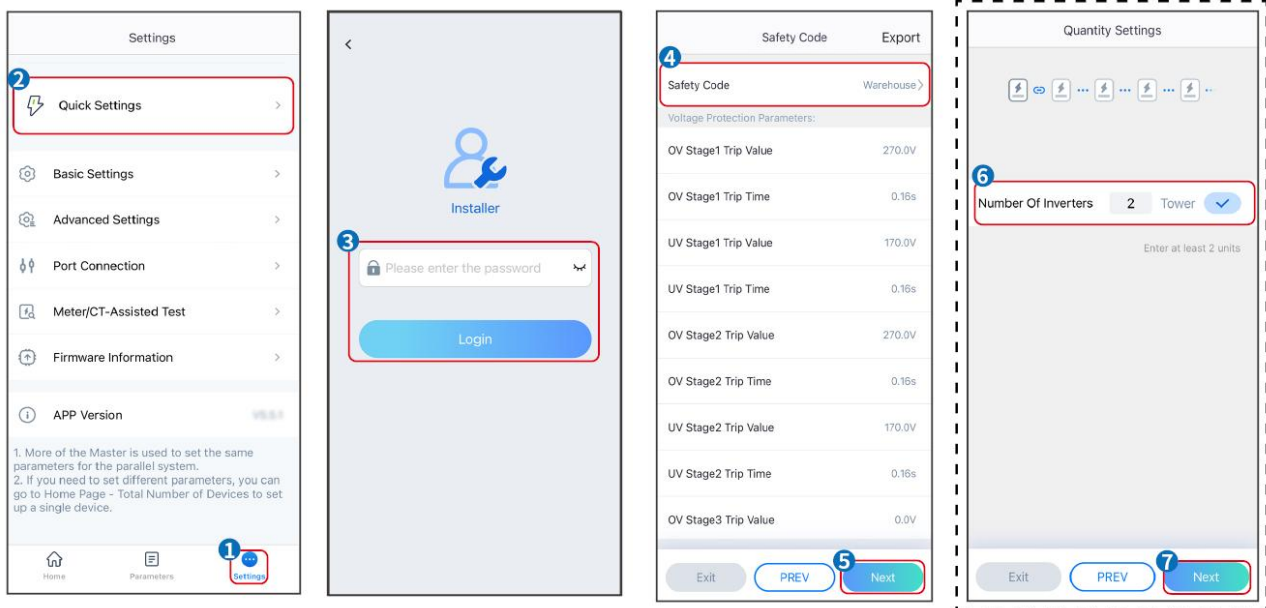 Settings
2
Quick Settings
Basic Settings
Advanced Settings
Port Connection
Meter/CT-Assisted Test
Firmware Information
APP Version
1. More of the Master is used to set the same
parameters for the parallel system.
2. If you need to set different parameters, you can
go to Home Page - Total Number of Devices to set
up a single device.
1
Home
Parameters
Settings
Installer
3
Please enter the password
Login
Safety Code Export
4
Safety Code Warehouse
Voltage Protection Parameters:
OV Stage1 Trip Value 270.0V
OV Stage1 Trip Time 0.16s
UV Stage1 Trip Value 170.0V
UV Stage1 Trip Time 0.16s
OV Stage2 Trip Value 270.0V
OV Stage2 Trip Time 0.16s
UV Stage2 Trip Value 170.0V
UV Stage2 Trip Time 0.16s
OV Stage3 Trip Value 0.0V
5
Exit PREV Next
Quantity Settings
6
Number Of Inverters 2 Tower
Enter at least 2 units
7
Exit PREV Next